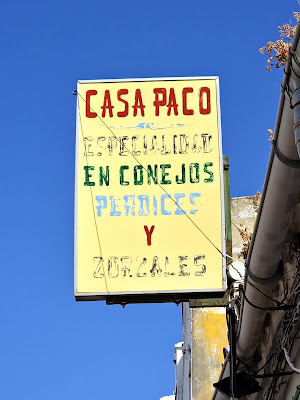 CASA PACO
ESPECIALIDAD
EN CONEJOS
PERDICES
Y
ZORZALES